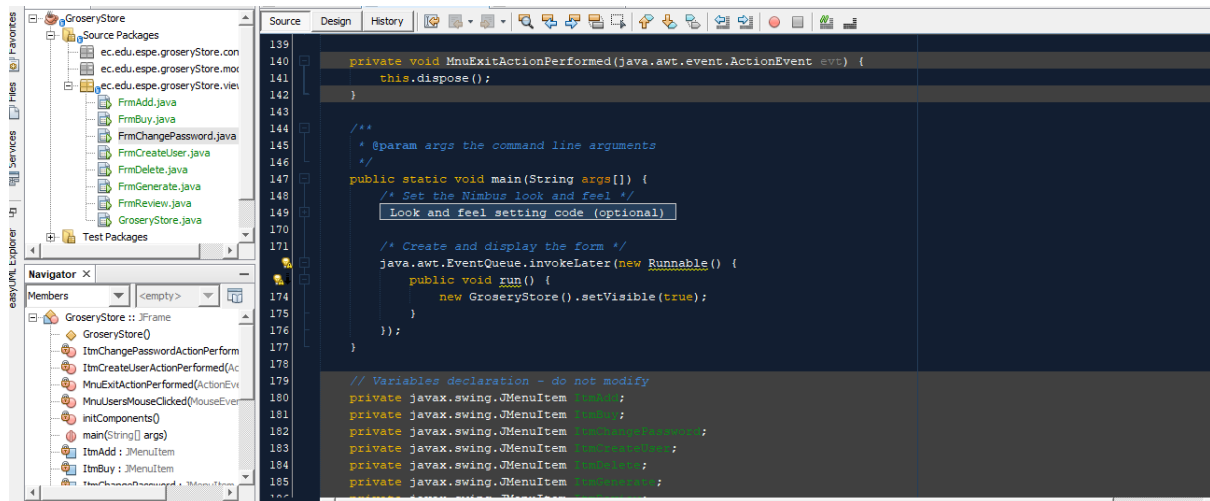 Favorites
Files
Services
easyUML Explorer
GroseryStore
Source Packages
ec.edu.espe.groseryStore.con
ec.edu.espe.groseryStore.mod
ec.edu.espe.groseryStore.view
FrmAdd.java
FrmBuy.java
FrmChangePassword.java
FrmCreateUser.java
FrmDelete.java
FrmGenerate.java
FrmReview.java
GroseryStore.java
Test Packages
Navigator ×
Members
<empty>
GroseryStore :: JFrame
GroseryStore()
ItmChangePasswordActionPerform
ItmCreateUserActionPerformed(Ac
MnuExitActionPerformed(ActionEve
MnuUsersMouseClicked(MouseEver
initComponents()
main(String[] args)
ItmAdd : JMenuItem
ItmBuy : JMenuItem
ItmChangePassword : JMenuItem
Source Design History
139
140 private void MnuExitActionPerformed(java.awt.event.ActionEvent evt) {
141 this.dispose();
142 }
143
144 /**
145 * @param args the command line arguments
146 */
147 public static void main(String args[]) {
148 /* Set the Nimbus look and feel */
149 Look and feel setting code (optional)
170
171 /* Create and display the form */
java.awt.EventQueue.invokeLater(new Runnable() {
public void run() {
174 new GroseryStore().setVisible(true);
175 }
176 });
177 }
178
179 // Variables declaration - do not modify
180 private javax.swing.JMenuItem ItmAdd;
181 private javax.swing.JMenuItem ItmBuy;
182 private javax.swing.JMenuItem ItmChangePassword;
183 private javax.swing.JMenuItem ItmCreateUser;
184 private javax.swing.JMenuItem ItmDelete;
185 private javax.swing.JMenuItem ItmGenerate;